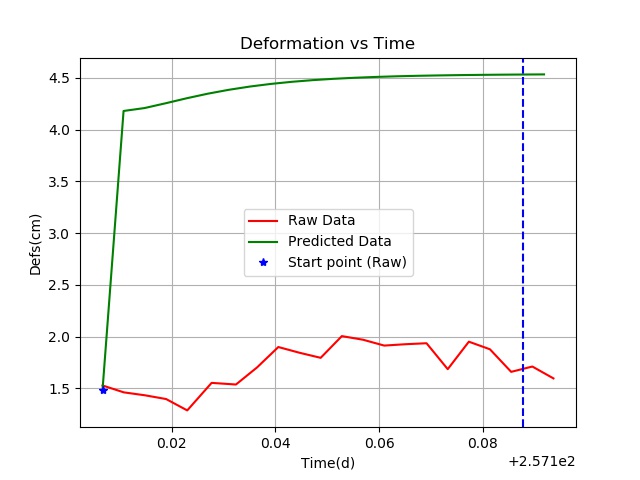 Deformation vs Time
Defs(cm)
4.5
4.0
3.5
3.0
2.5
2.0
1.5
Raw Data
Predicted Data
Start point (Raw)
0.02
0.04
0.06
0.08
Time(d)
+2.571e2